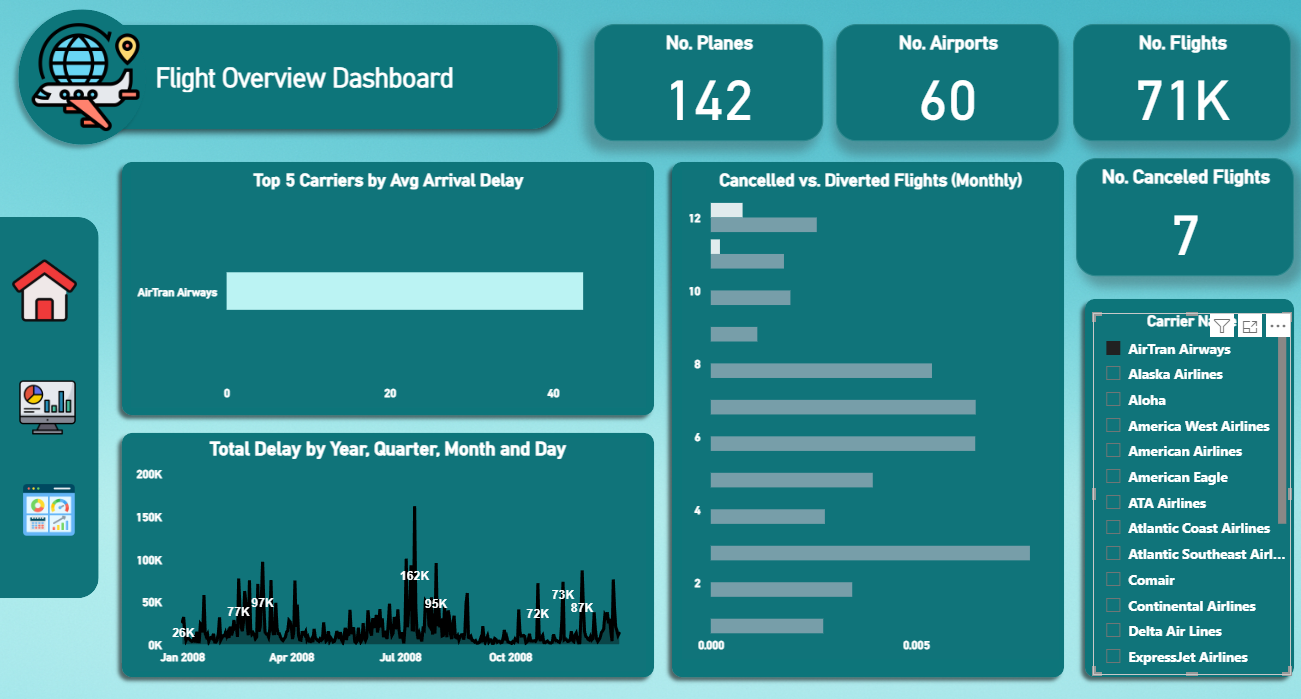 Flight Overview Dashboard
No. Planes
142
No. Airports
60
No. Flights
71K
Top 5 Carriers by Avg Arrival Delay
AirTran Airways
0
20
40
Cancelled vs. Diverted Flights (Monthly)
12
10
8
6
4
2
0.000
0.005
No. Canceled Flights
7
Total Delay by Year, Quarter, Month and Day
200K
150K
100K
50K
0K
26K
77K
97K
162K
95K
72K
73K
87K
Jan 2008
Apr 2008
Jul 2008
Oct 2008
Carrier N
AirTran Airways
Alaska Airlines
Aloha
America West Airlines
American Airlines
American Eagle
ATA Airlines
Atlantic Coast Airlines
Atlantic Southeast Airl...
Comair
Continental Airlines
Delta Air Lines
ExpressJet Airlines